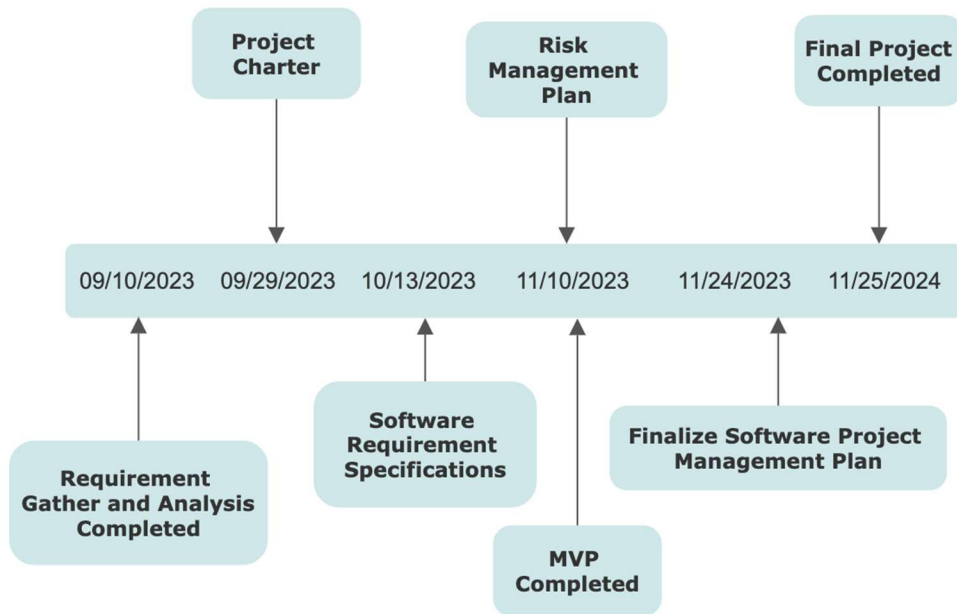 Project
Charter
Risk
Management
Plan
Final Project
Completed
09/10/2023 09/29/2023 10/13/2023 11/10/2023 11/24/2023 11/25/2024
Requirement
Gather and Analysis
Completed
Software
Requirement
Specifications
MVP
Completed
Finalize Software Project
Management Plan